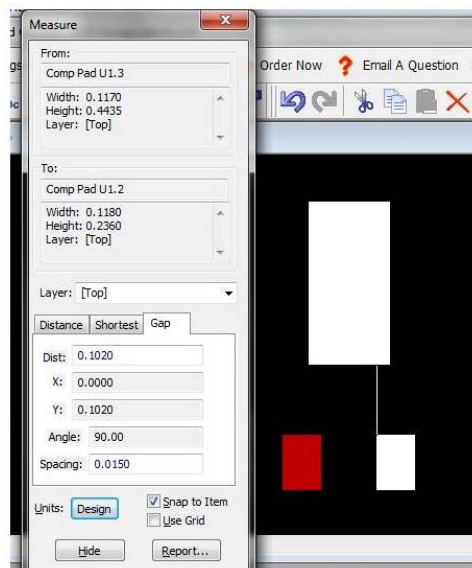 Measure
From:
Comp Pad U1.3
Width: 0.1170
Height: 0.4435
Layer: [Top]
To:
Comp Pad U1.2
Width: 0.1180
Height: 0.2360
Layer: [Top]
Layer: [Top]
Distance Shortest Gap
Dist: 0.1020
X: 0.0000
Y: 0.1020
Angle: 90.00
Spacing: 0.0150
Units: Design
Snap to Item
Use Grid
Hide Report...
Order Now ? Email A Question